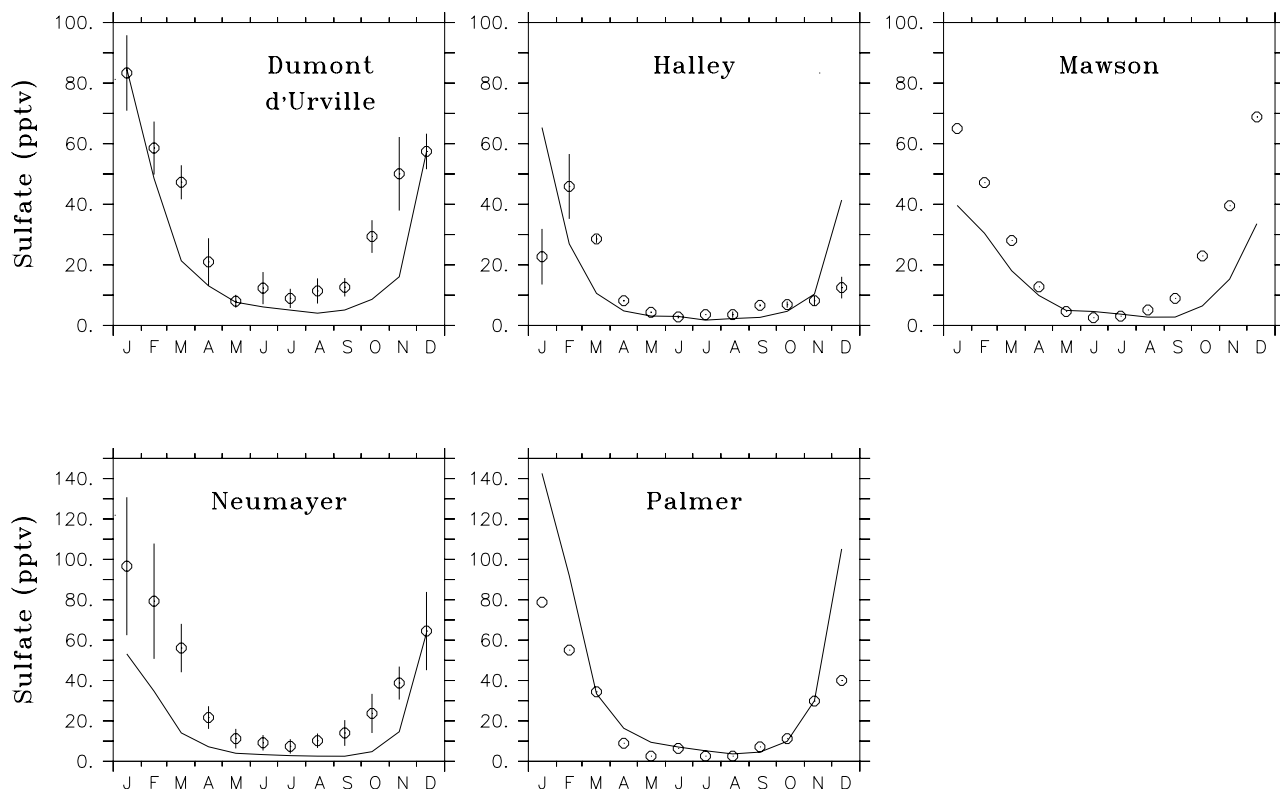 Sulfate (pptv)
100.
80.
60.
40.
20.
0.
Dumont
d'Urville
J F M A M J J A S O N D
100.
80.
60.
40.
20.
0.
Halley
J F M A M J J A S O N D
100.
80.
60.
40.
20.
0.
Mawson
J F M A M J J A S O N D
Sulfate (pptv)
140.
120.
100.
80.
60.
40.
20.
0.
Neumayer
J F M A M J J A S O N D
140.
120.
100.
80.
60.
40.
20.
0.
Palmer
J F M A M J J A S O N D